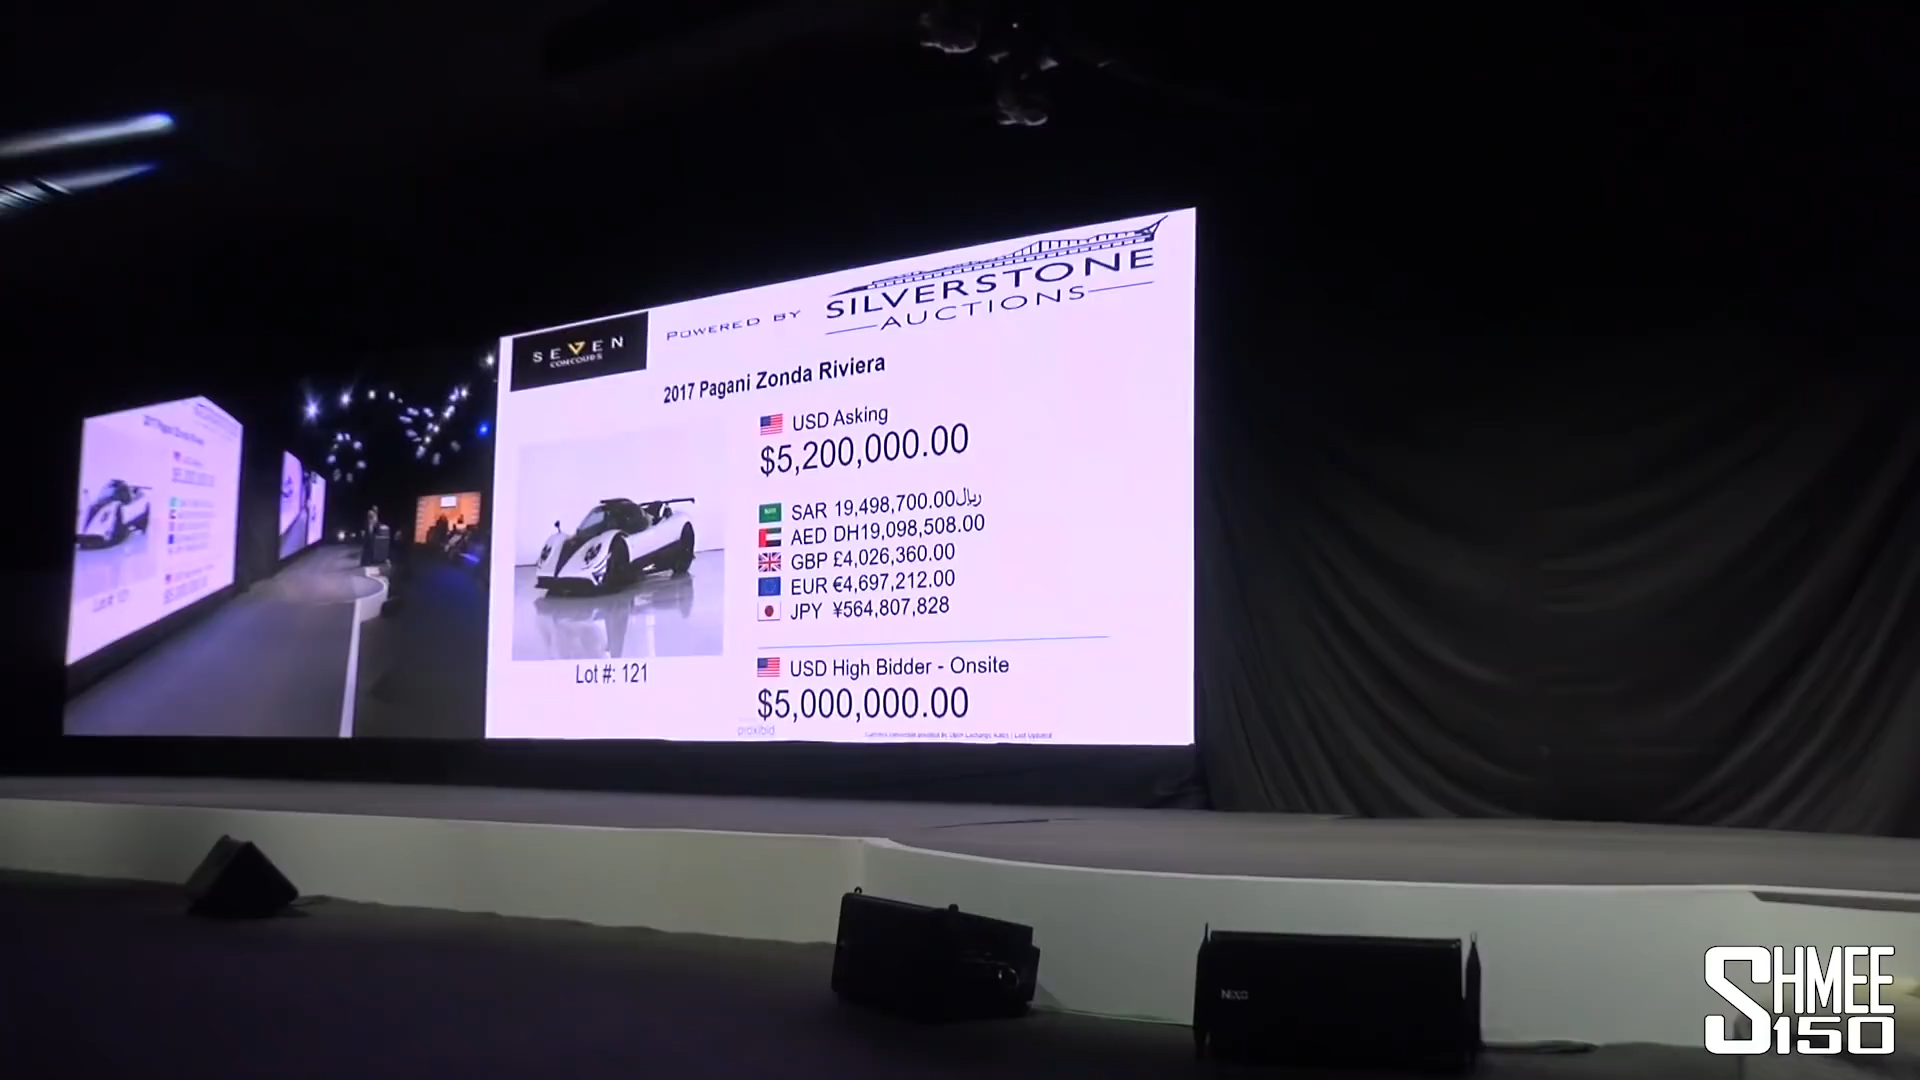 SEVEN
CONCOURS
POWERED BY
SILVERSTONE
AUCTIONS
2017 Pagani Zonda Riviera
USD Asking
$5,200,000.00
SAR 19,498,700.00﷼
AED DH19,098,508.00
GBP £4,026,360.00
EUR €4,697,212.00
JPY ¥564,807,828
Lot #: 121
USD High Bidder - Onsite
$5,000,000.00
proxibid
NEXO
SHMEE
150